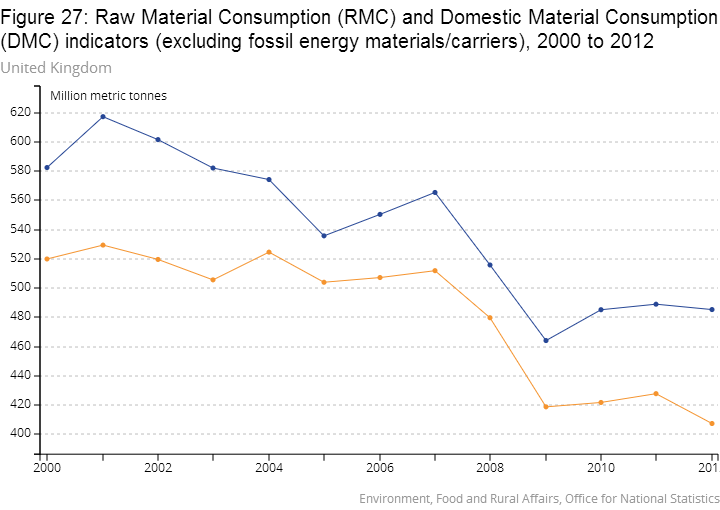 Figure 27: Raw Material Consumption (RMC) and Domestic Material Consumption
(DMC) indicators (excluding fossil energy materials/carriers), 2000 to 2012
United Kingdom
Million metric tonnes
620
600
580
560
540
520
500
480
460
440
420
400
2000 2002 2004 2006 2008 2010 201
Environment, Food and Rural Affairs, Office for National Statistics